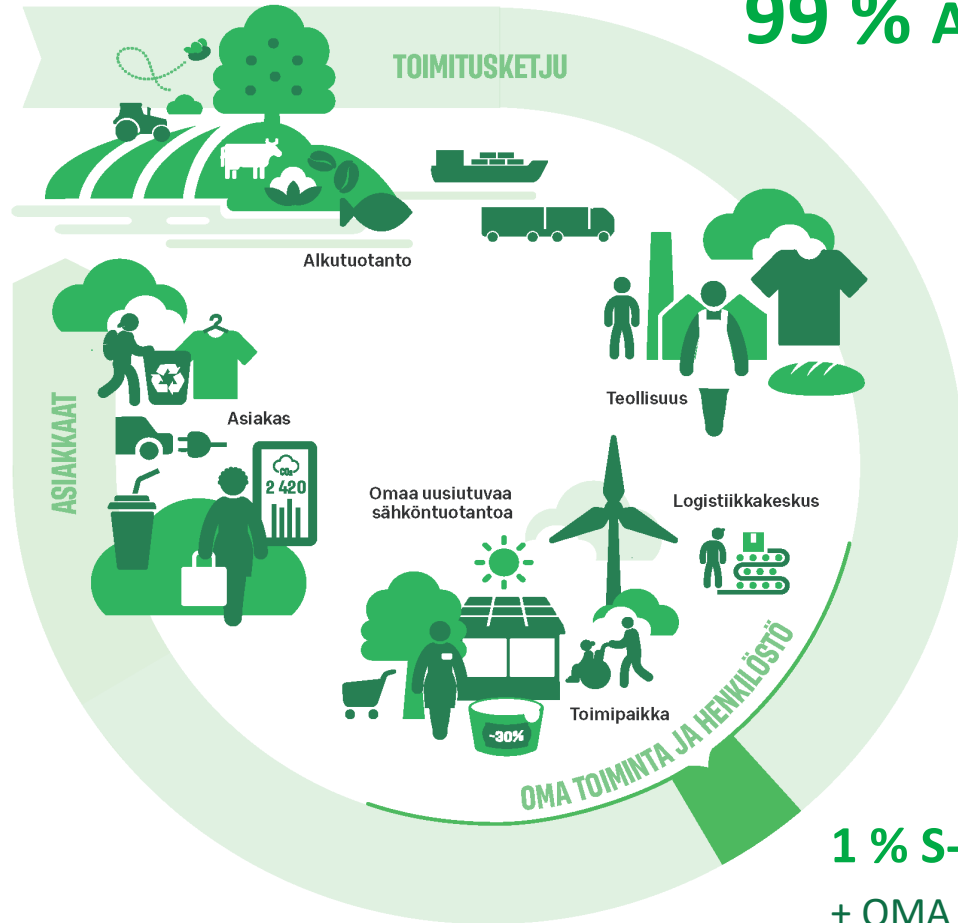 99 % A
TOIMITUSKETJU
Alkutuotanto
Teollisuus
Asiakas
ASIAKKAAT
CO₂
2 420
Omaa uusiutuvaa
sähköntuotantoa
Logistiikkakeskus
Toimipaikka
-30%
OMA TOIMINTA JA HENKILÖSTÖ
1 % S-
+ OMA